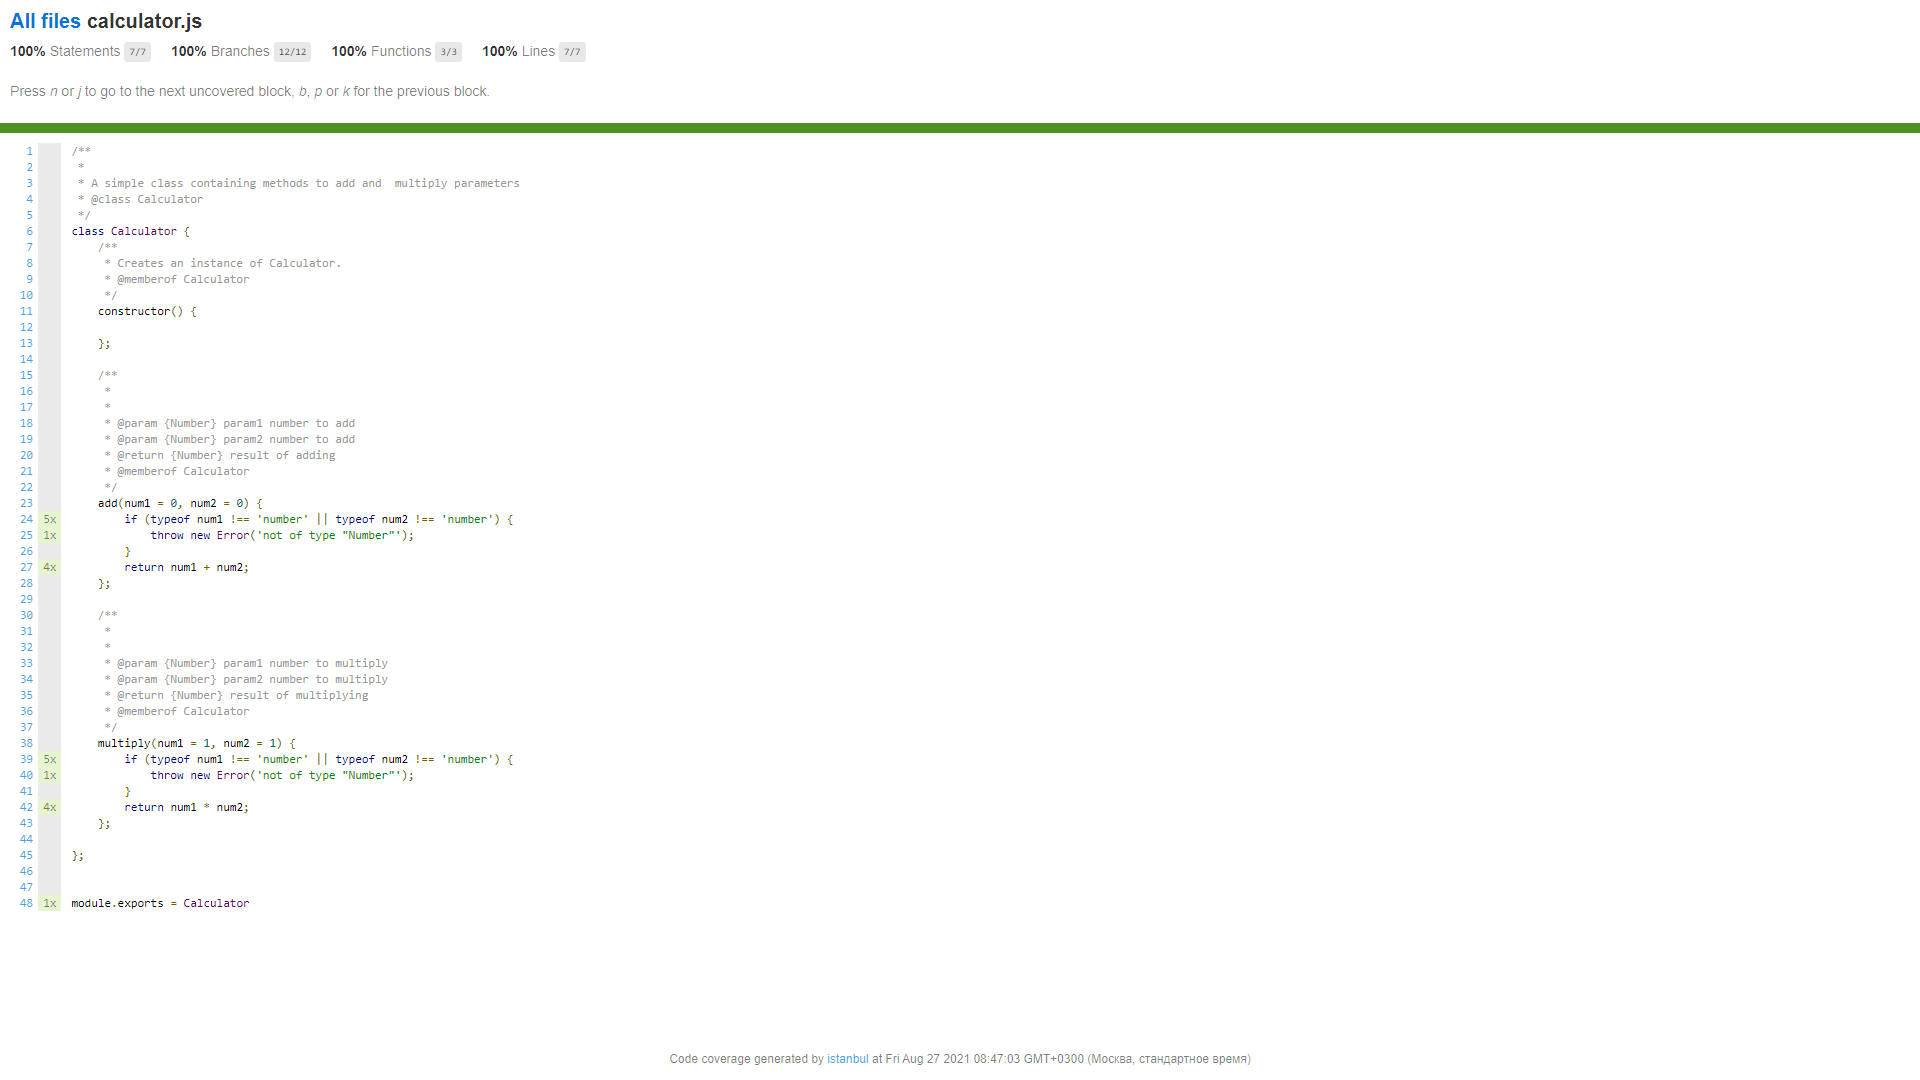 All files calculator.js
100% Statements 7/7 100% Branches 12/12 100% Functions 3/3 100% Lines 7/7
Press n or j to go to the next uncovered block, b, p or k for the previous block.
1 /**
2  *
3  * A simple class containing methods to add and  multiply parameters
4  * @class Calculator
5  */
6 class Calculator {
7     /**
8      * Creates an instance of Calculator.
9      * @memberof Calculator
10      */
11     constructor() {
12
13     };
14
15     /**
16      *
17      *
18      * @param {Number} param1 number to add
19      * @param {Number} param2 number to add
20      * @return {Number} result of adding
21      * @memberof Calculator
22      */
23     add(num1 = 0, num2 = 0) {
24 5x         if (typeof num1 !== 'number' || typeof num2 !== 'number') {
25 1x             throw new Error('not of type "Number"');
26         }
27 4x         return num1 + num2;
28     };
29
30     /**
31      *
32      *
33      * @param {Number} param1 number to multiply
34      * @param {Number} param2 number to multiply
35      * @return {Number} result of multiplying
36      * @memberof Calculator
37      */
38     multiply(num1 = 1, num2 = 1) {
39 5x         if (typeof num1 !== 'number' || typeof num2 !== 'number') {
40 1x             throw new Error('not of type "Number"');
41         }
42 4x         return num1 * num2;
43     };
44
45 };
46
47
48 1x module.exports = Calculator
Code coverage generated by istanbul at Fri Aug 27 2021 08:47:03 GMT+0300 (Москва, стандартное время)